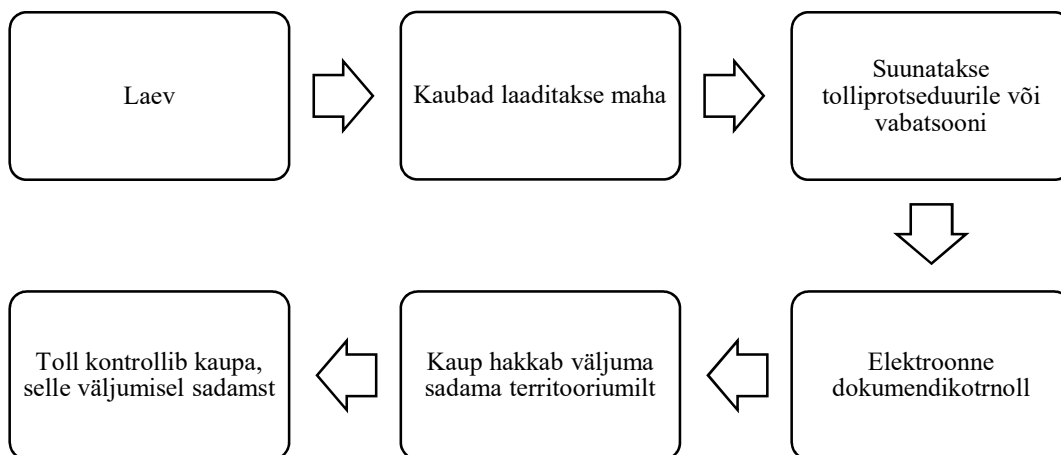 Laev
Kaubad laaditakse maha
Suunatakse
tolliprotseduurile või
vabatsooni
Elektroonne
dokumendikotrnoll
Kaup hakkab väljuma
sadama territooriumilt
Toll kontrollib kaupa,
selle väljumisel sadamst